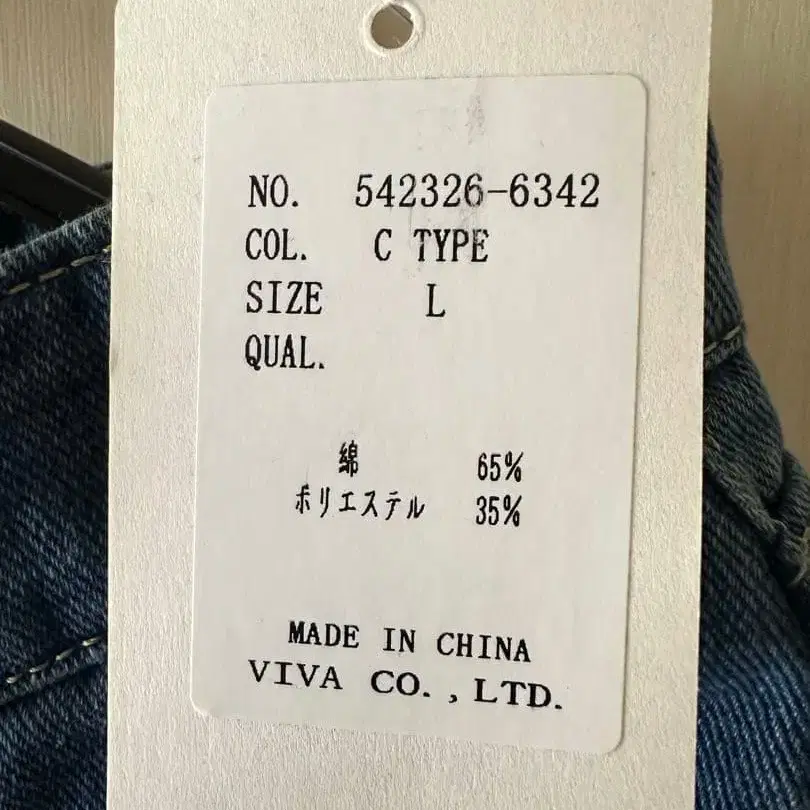 NO. 542326-6342
COL. C TYPE
SIZE L
QUAL.
綿 65%
ポリエステル 35%
MADE IN CHINA
VIVA CO.,LTD.